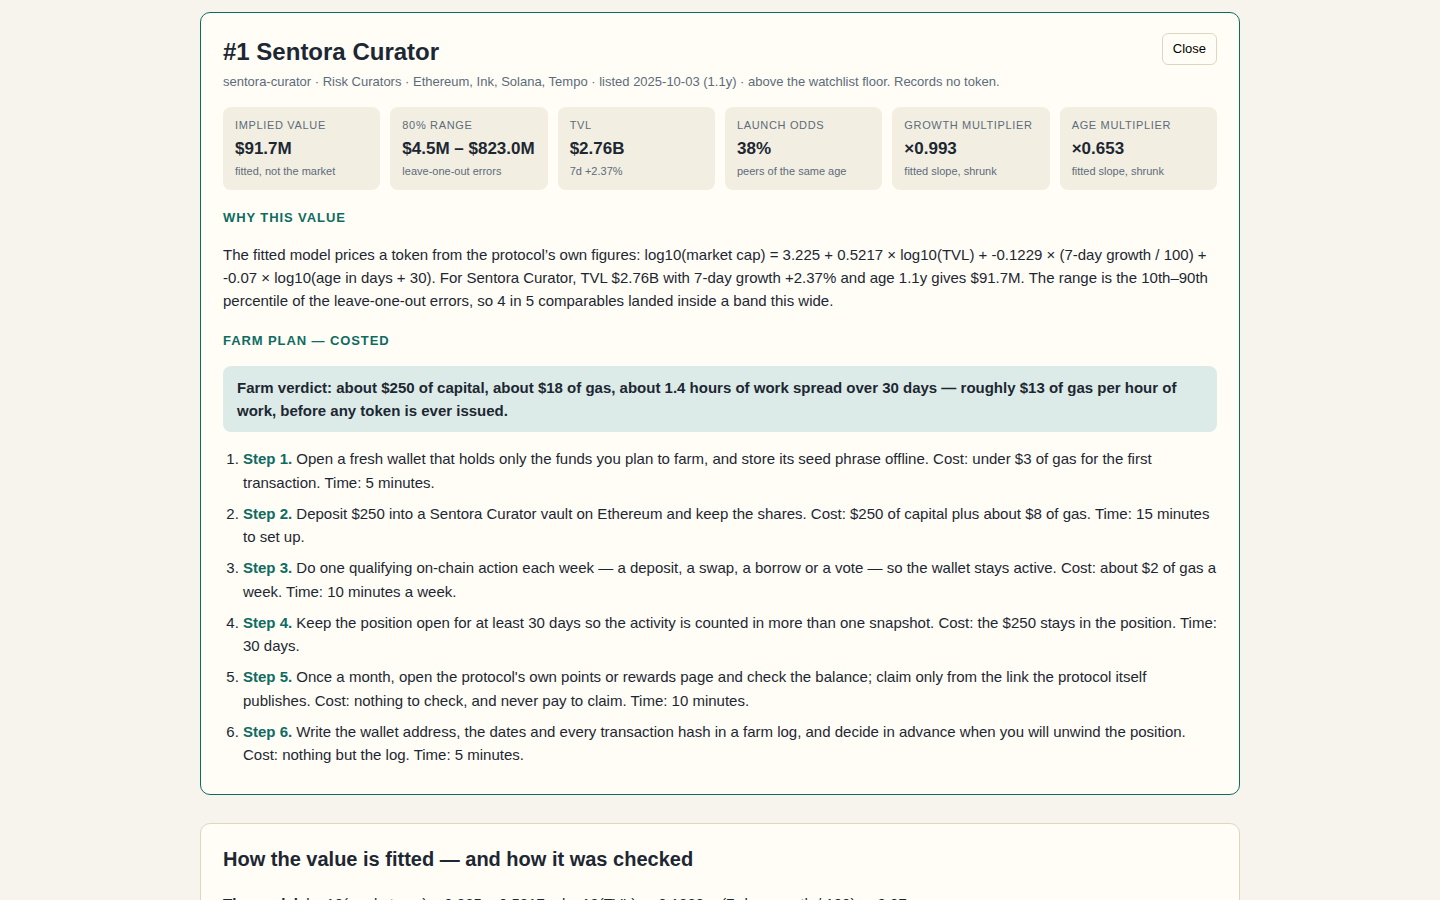 #1 Sentora Curator
Close
sentora-curator · Risk Curators · Ethereum, Ink, Solana, Tempo · listed 2025-10-03 (1.1y) · above the watchlist floor. Records no token.
IMPLIED VALUE
$91.7M
fitted, not the market
80% RANGE
$4.5M – $823.0M
leave-one-out errors
TVL
$2.76B
7d +2.37%
LAUNCH ODDS
38%
peers of the same age
GROWTH MULTIPLIER
×0.993
fitted slope, shrunk
AGE MULTIPLIER
×0.653
fitted slope, shrunk
WHY THIS VALUE
The fitted model prices a token from the protocol's own figures: log10(market cap) = 3.225 + 0.5217 × log10(TVL) + -0.1229 × (7-day growth / 100) +
-0.07 × log10(age in days + 30). For Sentora Curator, TVL $2.76B with 7-day growth +2.37% and age 1.1y gives $91.7M. The range is the 10th–90th
percentile of the leave-one-out errors, so 4 in 5 comparables landed inside a band this wide.
FARM PLAN — COSTED
Farm verdict: about $250 of capital, about $18 of gas, about 1.4 hours of work spread over 30 days — roughly $13 of gas per hour of
work, before any token is ever issued.
1. Step 1. Open a fresh wallet that holds only the funds you plan to farm, and store its seed phrase offline. Cost: under $3 of gas for the first
transaction. Time: 5 minutes.
2. Step 2. Deposit $250 into a Sentora Curator vault on Ethereum and keep the shares. Cost: $250 of capital plus about $8 of gas. Time: 15 minutes
to set up.
3. Step 3. Do one qualifying on-chain action each week — a deposit, a swap, a borrow or a vote — so the wallet stays active. Cost: about $2 of gas a
week. Time: 10 minutes a week.
4. Step 4. Keep the position open for at least 30 days so the activity is counted in more than one snapshot. Cost: the $250 stays in the position. Time:
30 days.
5. Step 5. Once a month, open the protocol's own points or rewards page and check the balance; claim only from the link the protocol itself
publishes. Cost: nothing to check, and never pay to claim. Time: 10 minutes.
6. Step 6. Write the wallet address, the dates and every transaction hash in a farm log, and decide in advance when you will unwind the position.
Cost: nothing but the log. Time: 5 minutes.
How the value is fitted — and how it was checked